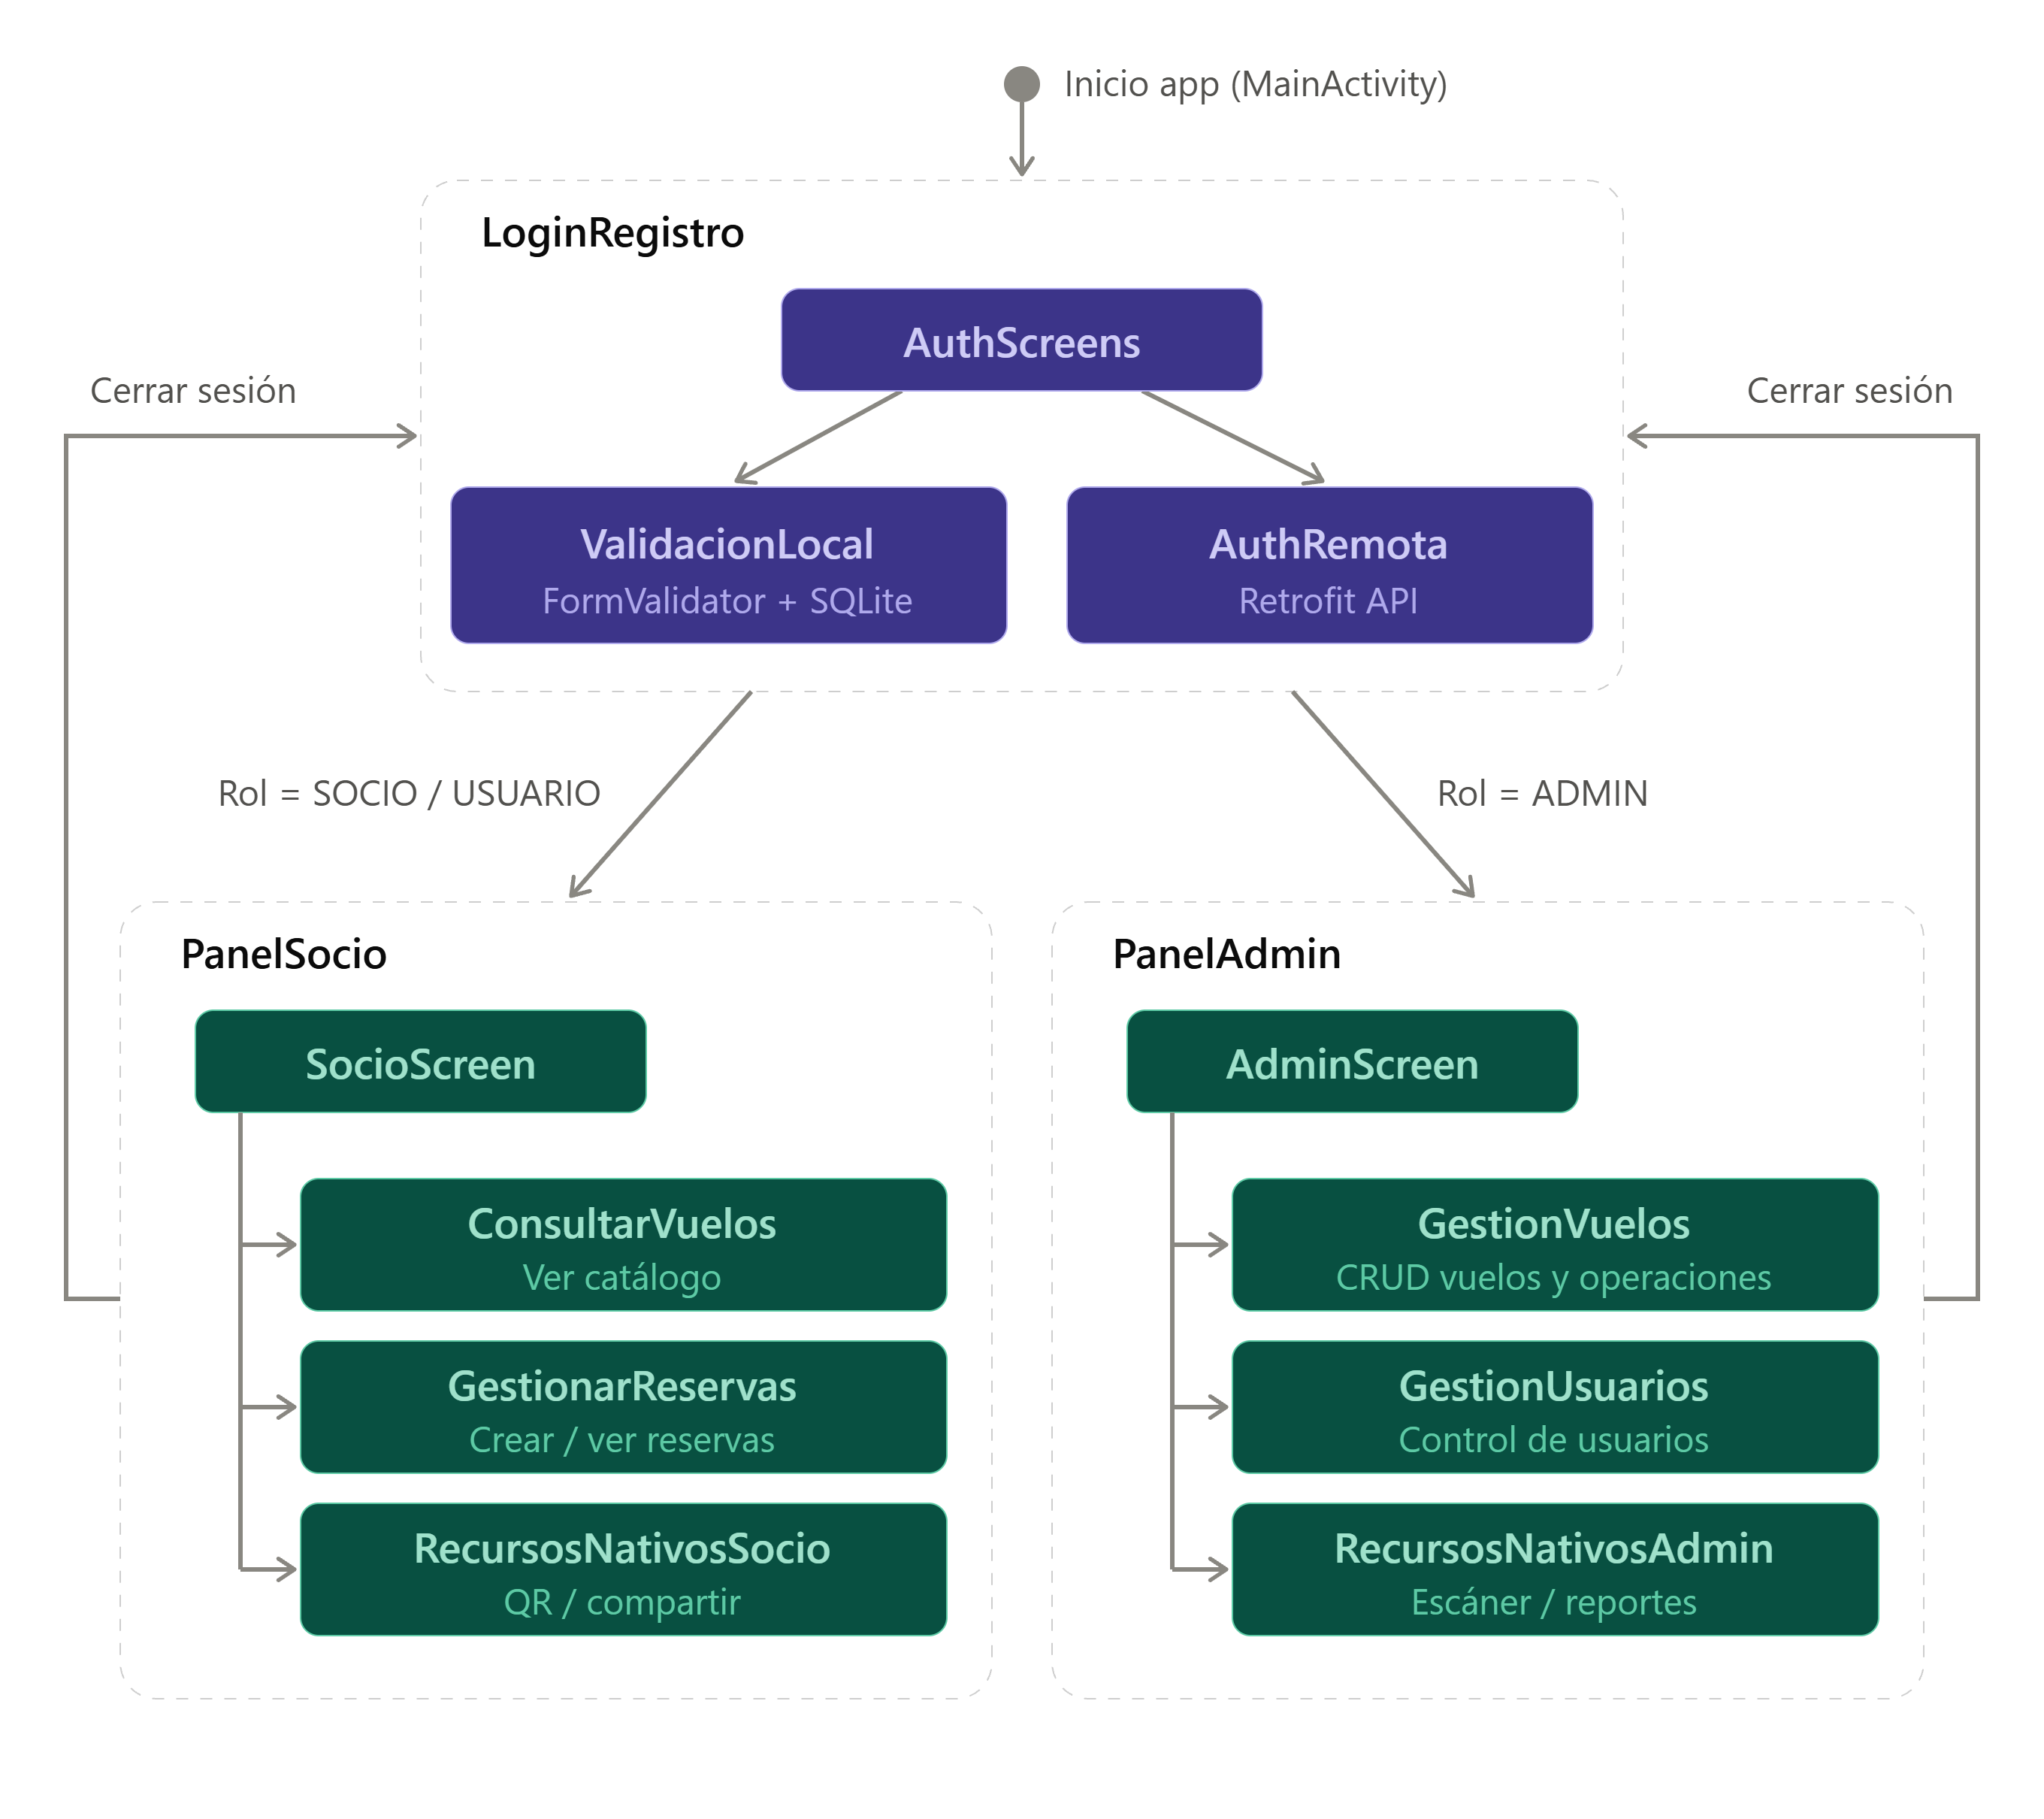 Inicio app (MainActivity)
LoginRegistro
AuthScreens
Cerrar sesión
Cerrar sesión
ValidacionLocal
FormValidator + SQLite
AuthRemota
Retrofit API
Rol = SOCIO / USUARIO
Rol = ADMIN
PanelSocio
SocioScreen
ConsultarVuelos
Ver catálogo
GestionarReservas
Crear / ver reservas
RecursosNativosSocio
QR / compartir
PanelAdmin
AdminScreen
GestionVuelos
CRUD vuelos y operaciones
GestionUsuarios
Control de usuarios
RecursosNativosAdmin
Escáner / reportes